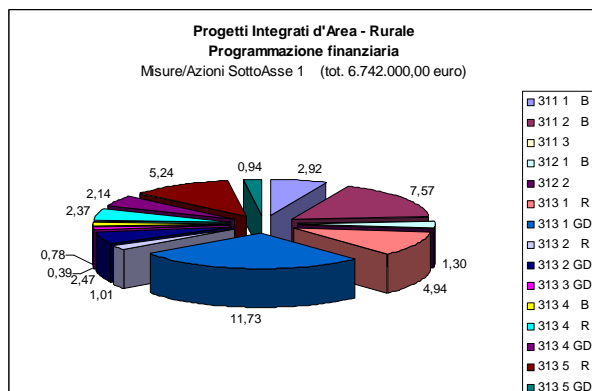 Progetti Integrati d'Area - Rurale
Programmazione finanziaria
Misure/Azioni SottoAsse 1 (tot. 6.742.000,00 euro)
2,92
7,57
1,30
4,94
11,73
1,01
2,47
0,39
0,78
2,37
2,14
5,24
0,94
311 1 B
311 2 B
311 3
312 1 B
312 2
313 1 R
313 1 GD
313 2 R
313 2 GD
313 3 GD
313 4 B
313 4 R
313 4 GD
313 5 R
313 5 GD